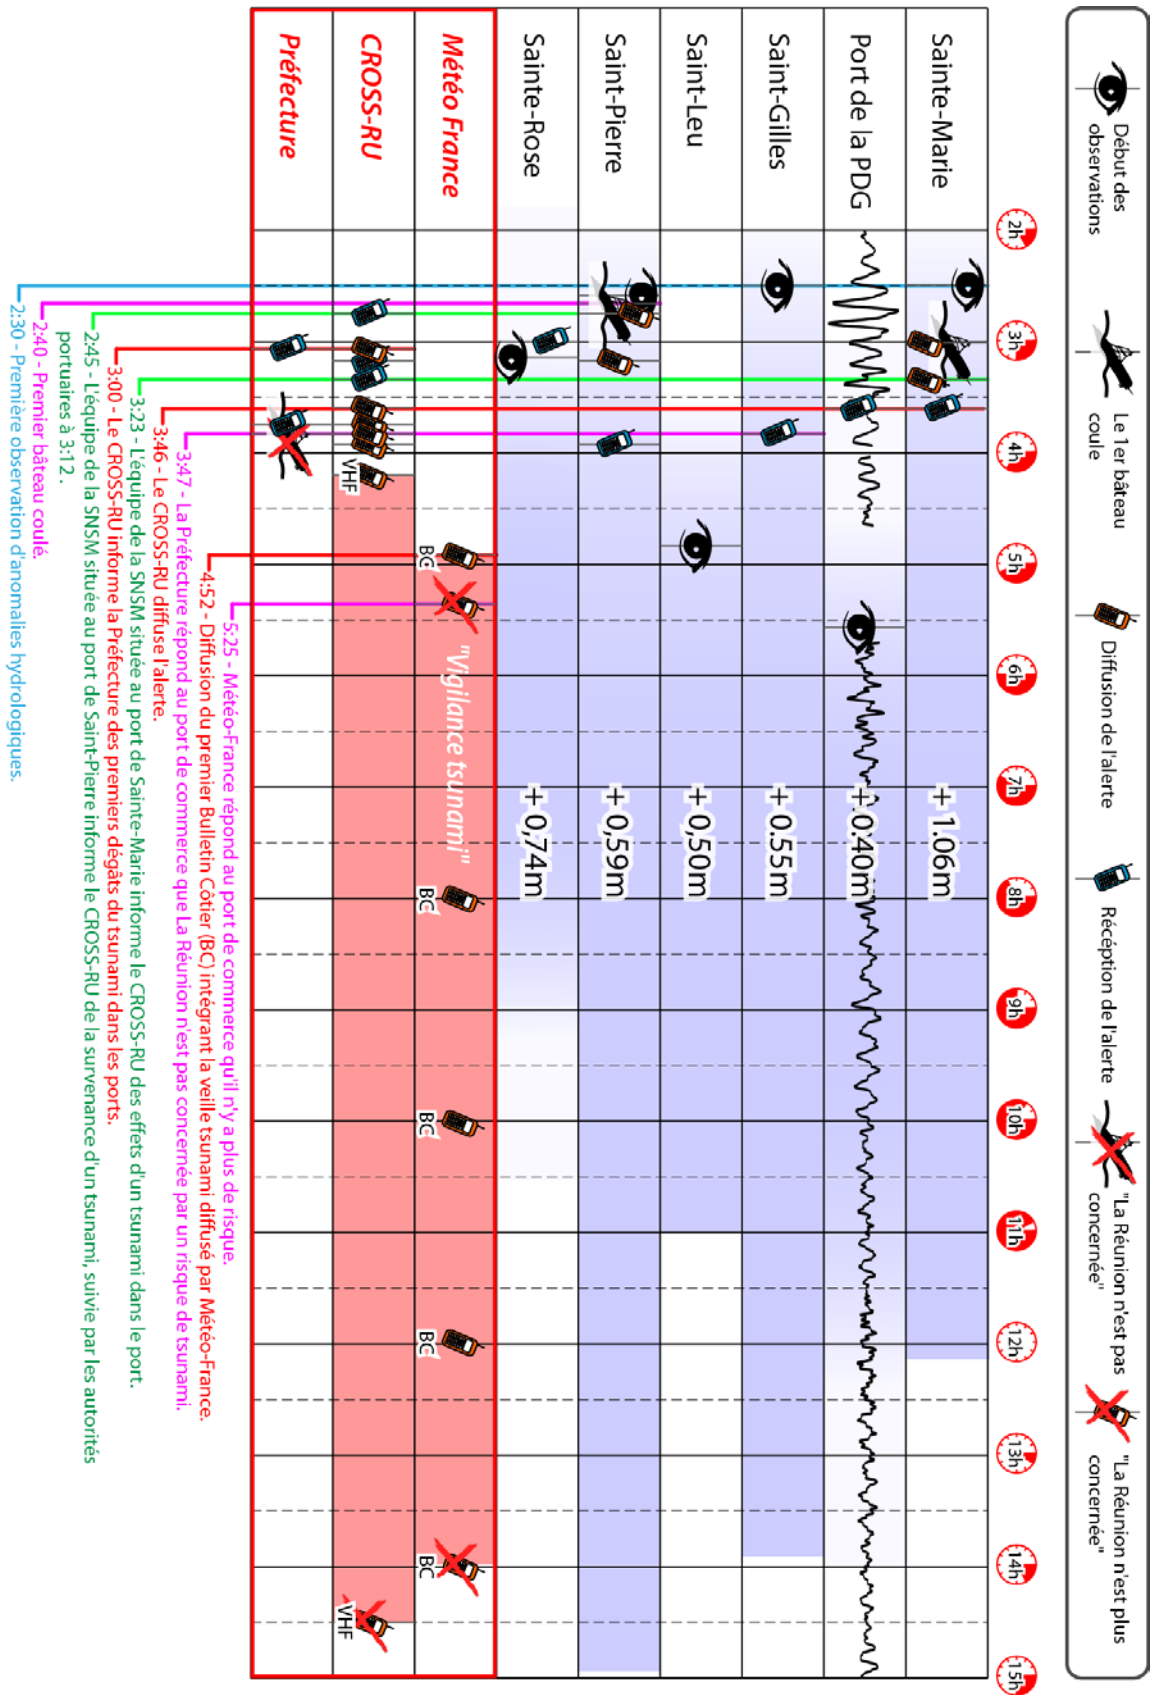 Début des
observations
Le 1er bâteau
coule
Diffusion de l'alerte
Récéption de l'alerte
"La Réunion n'est pas
concernée"
"La Réunion n'est plus
concernée"
2h
3h
4h
5h
6h
7h
8h
9h
10h
11h
12h
13h
14h
15h
Sainte-Marie
+ 1.06m
Port de la PDG
+ 0.40m
Saint-Gilles
+ 0.55m
Saint-Leu
+ 0,50m
Saint-Pierre
+ 0,59m
Sainte-Rose
+ 0,74m
Météo France
BC
"Vigilance tsunami"
BC
BC
BC
BC
CROSS-RU
VHF
VHF
Préfecture
5:25 - Météo-France répond au port de commerce qu'il n'y a plus de risque.
4:52 - Diffusion du premier Bulletin Côtier (BC) intégrant la veille tsunami diffusé par Météo-France.
3:47 - La Préfecture répond au port de commerce que La Réunion n'est pas concernée par un risque de tsunami.
3:46 - Le CROSS-RU diffuse l'alerte.
3:23 - L'équipe de la SNSM située au port de Sainte-Marie informe le CROSS-RU des effets d'un tsunami dans le port.
3:00 - Le CROSS-RU informe la Préfecture des premiers dégâts du tsunami dans les ports.
2:45 - L'équipe de la SNSM située au port de Saint-Pierre informe le CROSS-RU de la survenance d'un tsunami, suivie par les autorités
portuaires à 3:12 .
2:40 - Premier bâteau coulé.
2:30 - Première observation d'anomalies hydrologiques.